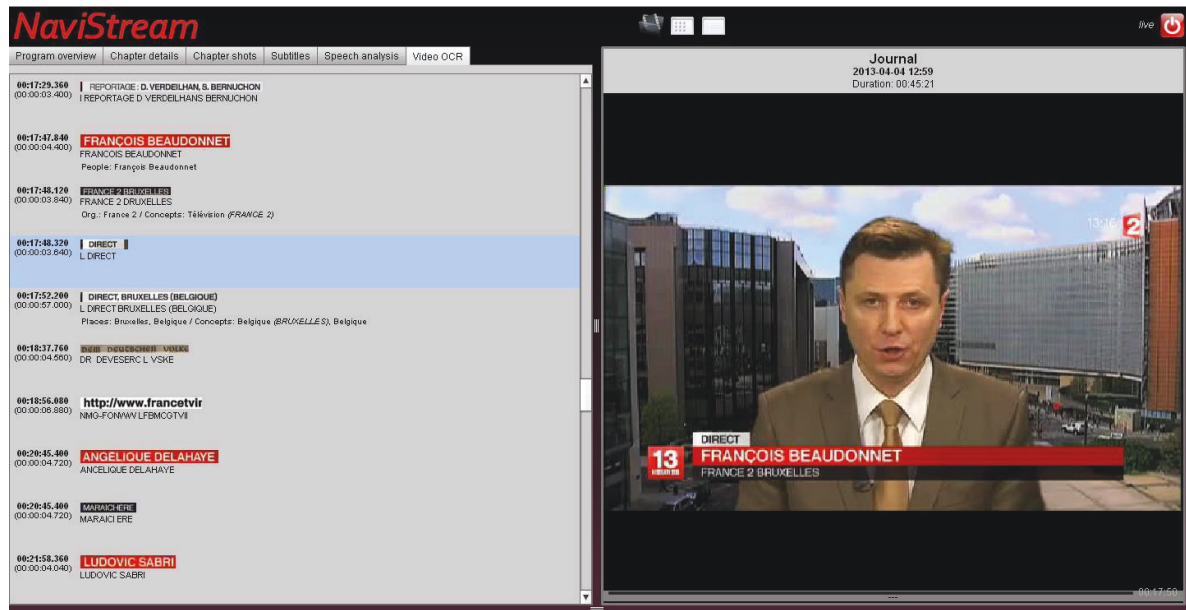 NaviStream
live
Program overview Chapter details Chapter shots Subtitles Speech analysis Video OCR
00:17:29.360
(00:00:03.400)
REPORTAGE : D. VERDEILHAN, S. BERNUCHON
I REPORTAGE D VERDEILHANS BERNUCHON
00:17:47.840
(00:00:04.400)
FRANÇOIS BEAUDONNET
FRANCOIS BEAUDONNET
People: François Beaudonnet
00:17:48.120
(00:00:03.840)
FRANCE 2 BRUXELLES
FRANCE 2 DRUXELLES
Org.: France 2 / Concepts: Télévision (FRANCE 2)
00:17:48.320
(00:00:03.640)
DIRECT
L DIRECT
00:17:52.200
(00:00:57.000)
DIRECT, BRUXELLES (BELGIQUE)
L DIRECT BRUXELLES (BELGIQUE)
Places: Bruxelles, Belgique / Concepts: Belgique (BRUXELLES), Belgique
00:18:37.760
(00:00:04.560)
DEM DEUTSCHEN VOLKE
DR DEVESERC L VSKE
00:18:56.080
(00:00:06.880)
http://www.francetvir
NMG-FONWW LFBMCGTVII
00:20:45.400
(00:00:04.720)
ANGÉLIQUE DELAHAYE
ANCELIQUE DELAHAYE
00:20:45.400
(00:00:04.720)
MARAICHERE
MARAICI ERE
00:21:58.360
(00:00:04.040)
LUDOVIC SABRI
LUDOVIC SABRI
Journal
2013-04-04 12:59
Duration: 00:45:21
13:16 2
DIRECT
13 FRANÇOIS BEAUDONNET
FRANCE 2 BRUXELLES
00:17:50